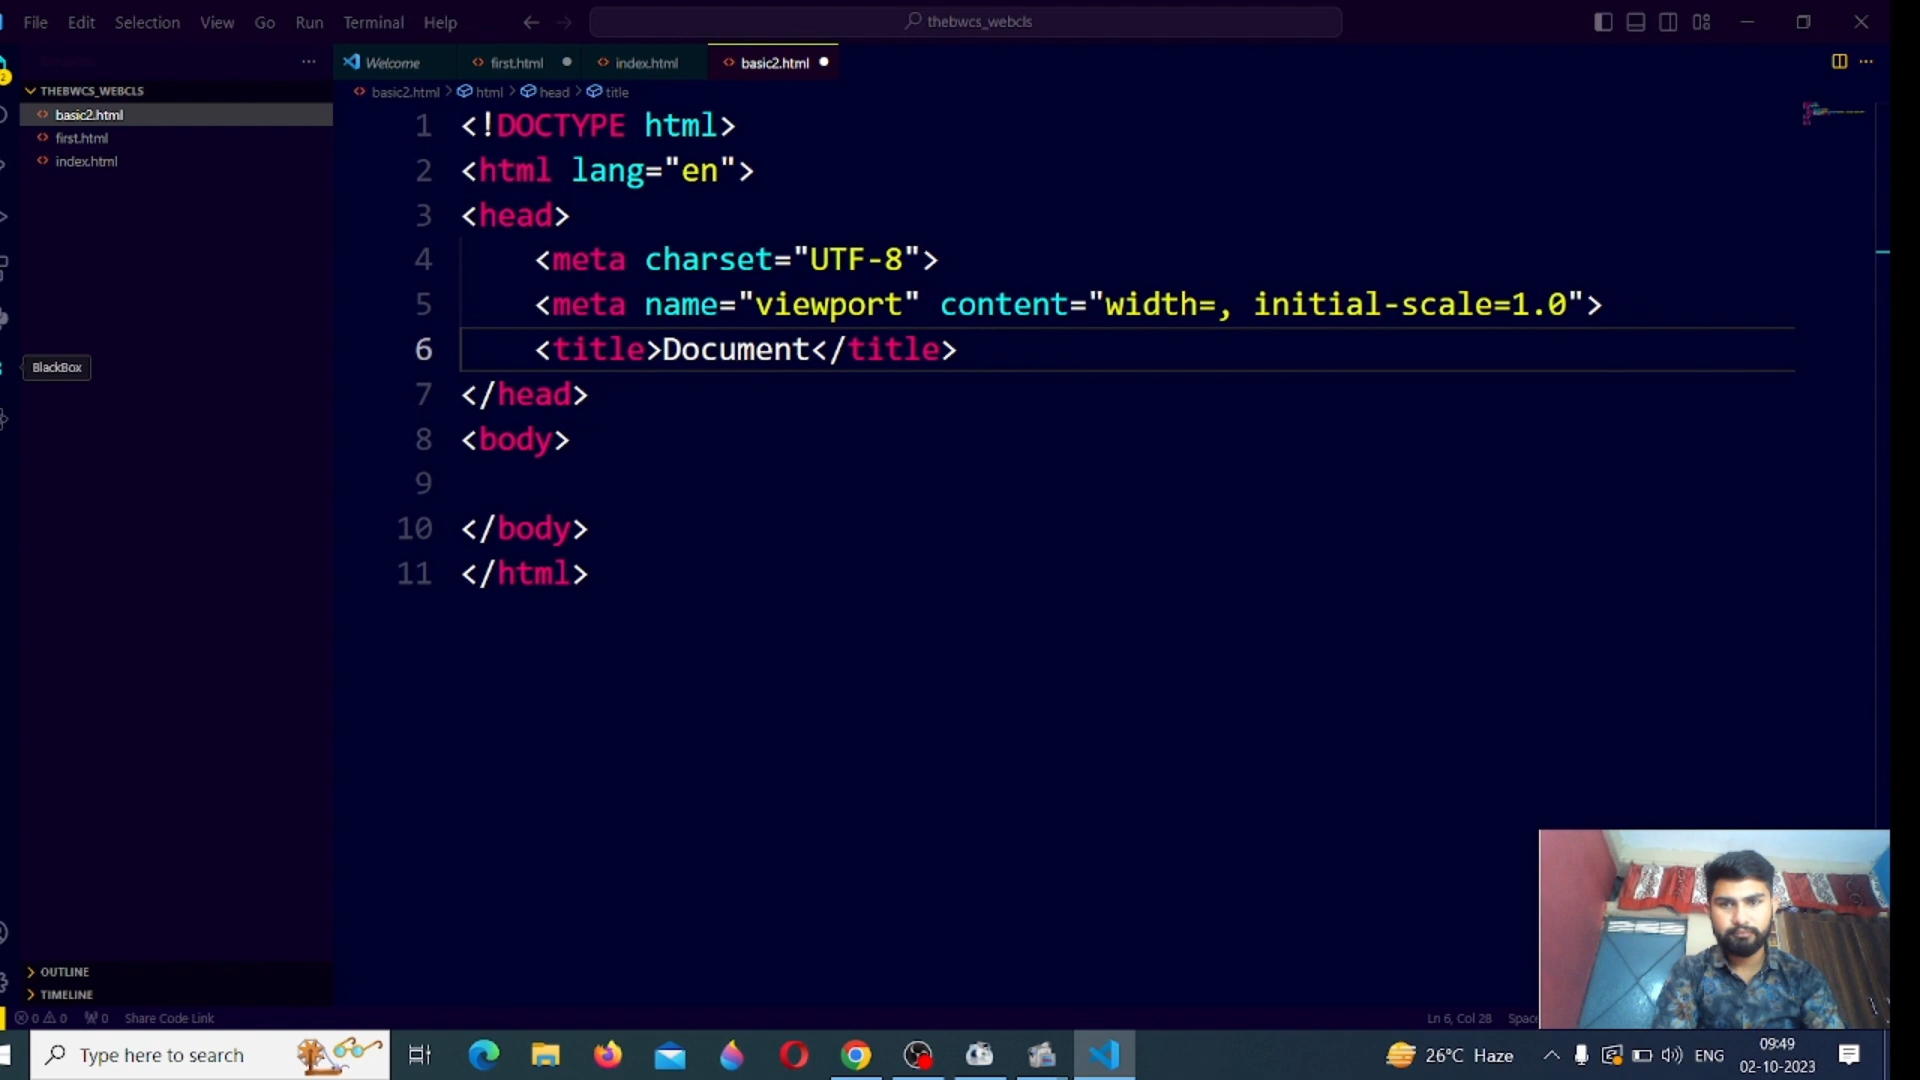 File Edit Selection View Go Run Terminal Help
thebwcs_webcls
Welcome first.html index.html basic2.html
THEBWCS_WEBCLS
basic2.html > html > head > title
basic2.html
first.html
index.html
1 <!DOCTYPE html>
2 <html lang="en">
3 <head>
4 <meta charset="UTF-8">
5 <meta name="viewport" content="width=, initial-scale=1.0">
6 <title>Document</title>
7 </head>
8 <body>
9
10 </body>
11 </html>
BlackBox
2
OUTLINE
TIMELINE
0 0 0 Share Code Link
Ln 6, Col 28
Type here to search
26°C Haze
ENG
09:49
02-10-2023